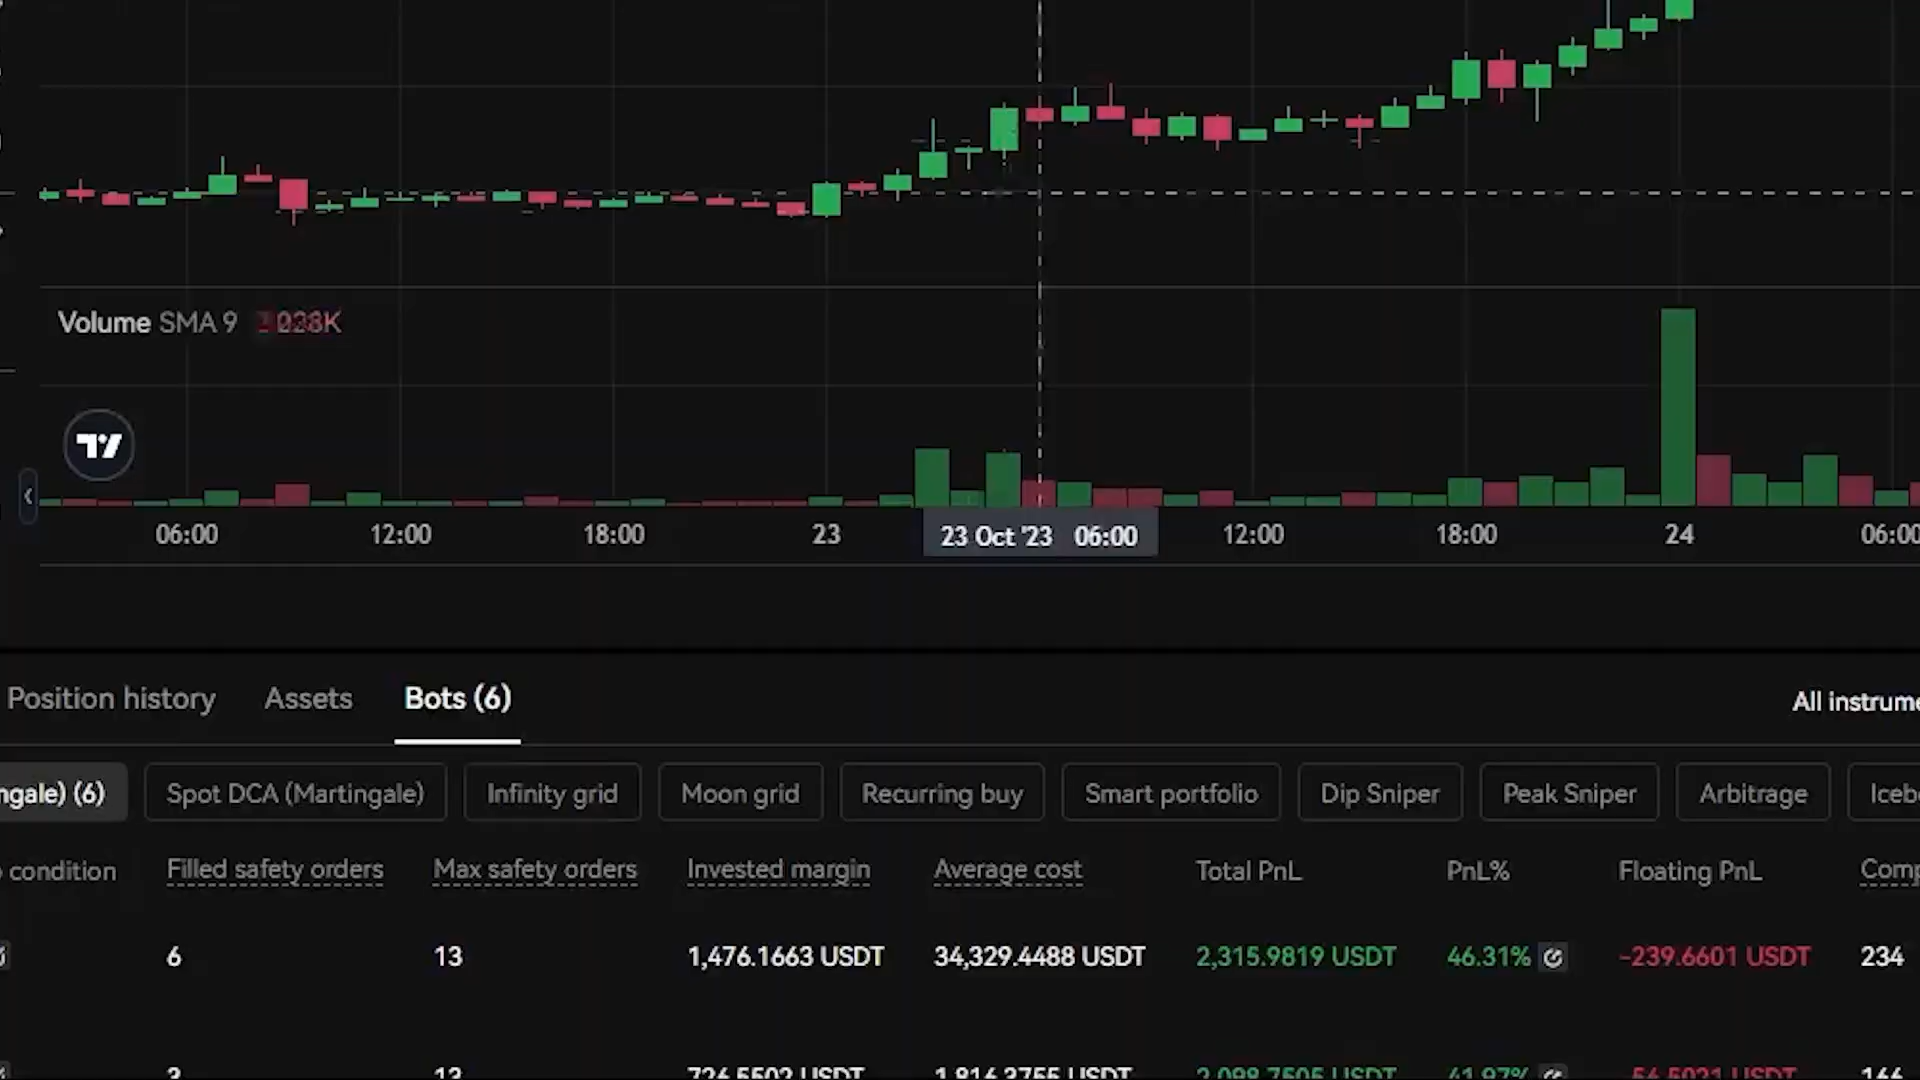 Volume SMA 9
06:00 12:00 18:00 23 23 Oct '23 06:00 12:00 18:00 24 06:00
Position history Assets Bots (6) All instrume
ngale) (6) Spot DCA (Martingale) Infinity grid Moon grid Recurring buy Smart portfolio Dip Sniper Peak Sniper Arbitrage Iceb
condition Filled safety orders Max safety orders Invested margin Average cost Total PnL PnL% Floating PnL Comp
6 13 1,476.1663 USDT 34,329.4488 USDT 2,315.9819 USDT 46.31% -239.6601 USDT 234
3 13 726.5502 USDT 1,816.3755 USDT 2,098.7505 USDT 41.97% -56.5021 USDT 166